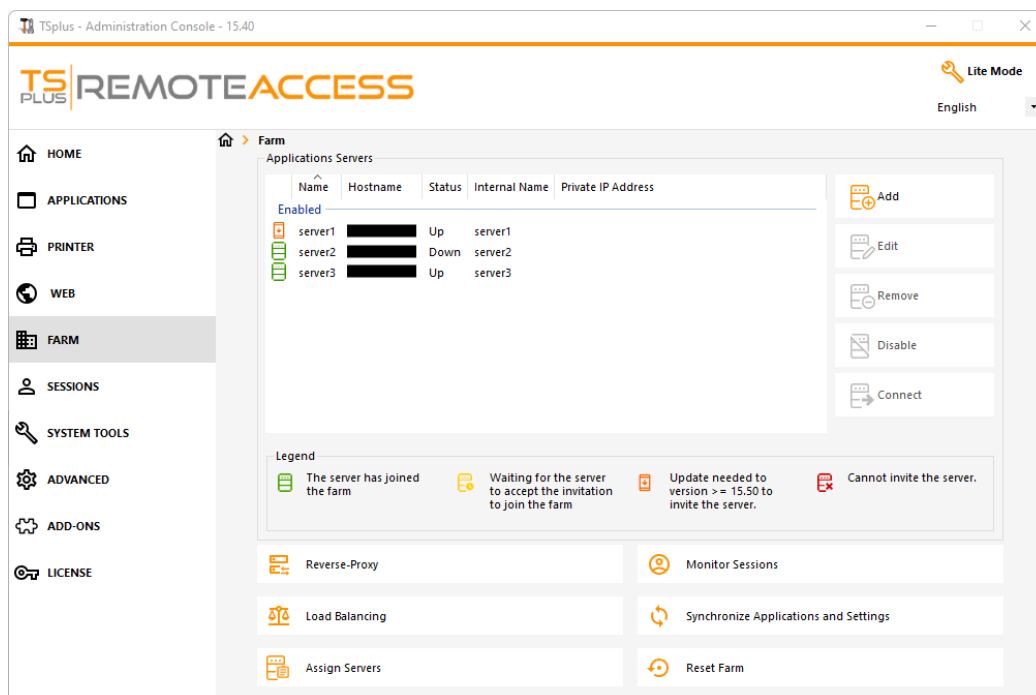 TSplus - Administration Console - 15.40
TS PLUS REMOTEACCESS
Lite Mode
English
HOME
APPLICATIONS
PRINTER
WEB
FARM
SESSIONS
SYSTEM TOOLS
ADVANCED
ADD-ONS
LICENSE
Farm
Applications Servers
Name Hostname Status Internal Name Private IP Address
Enabled
server1 Up server1
server2 Down server2
server3 Up server3
Add
Edit
Remove
Disable
Connect
Legend
The server has joined
the farm
Waiting for the server
to accept the invitation
to join the farm
Update needed to
version >= 15.50 to
invite the server.
Cannot invite the server.
Reverse-Proxy
Monitor Sessions
Load Balancing
Synchronize Applications and Settings
Assign Servers
Reset Farm